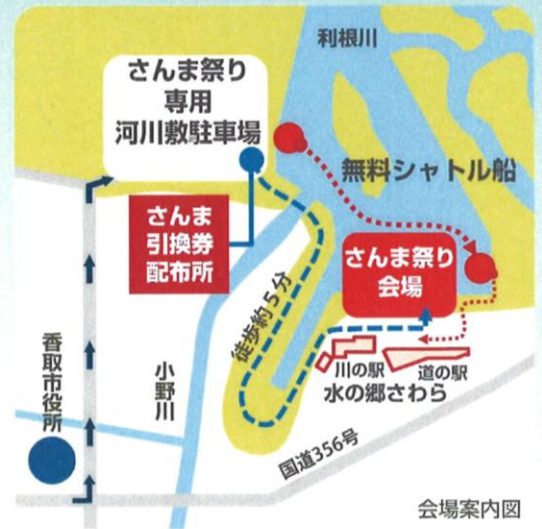 利根川
さんま祭り
専用
河川敷駐車場
無料シャトル船
さんま
引換券
配布所
さんま祭り
会場
徒歩約5分
香取市役所
小野川
川の駅
道の駅
水の郷さわら
国道356号
会場案内図